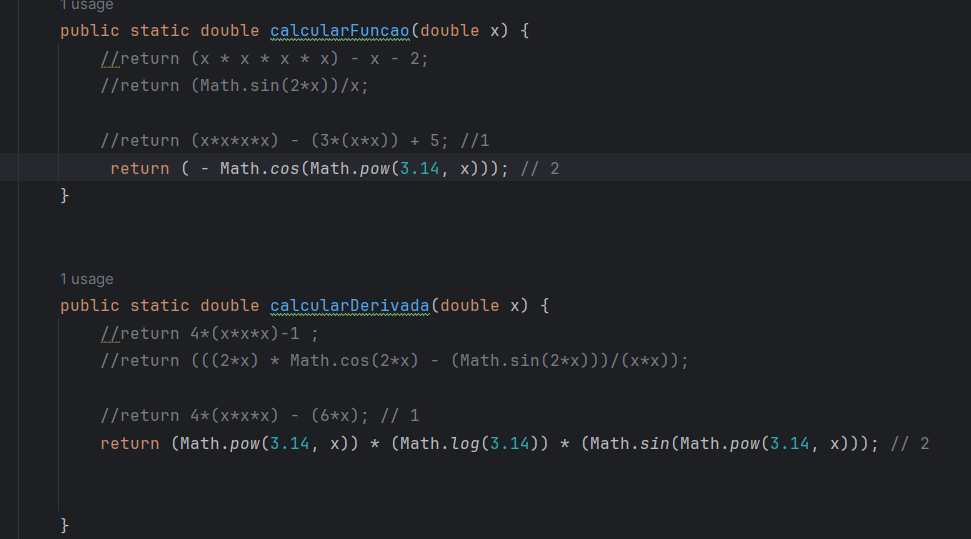 1 usage
public static double calcularFuncao(double x) {
//return (x * x * x * x) - x - 2;
//return (Math.sin(2*x))/x;
//return (x*x*x*x) - (3*(x*x)) + 5; //1
return ( - Math.cos(Math.pow(3.14, x))); // 2
}
1 usage
public static double calcularDerivada(double x) {
//return 4*(x*x*x)-1 ;
//return (((2*x) * Math.cos(2*x) - (Math.sin(2*x)))/(x*x));
//return 4*(x*x*x) - (6*x); // 1
return (Math.pow(3.14, x)) * (Math.log(3.14)) * (Math.sin(Math.pow(3.14, x))); // 2
}